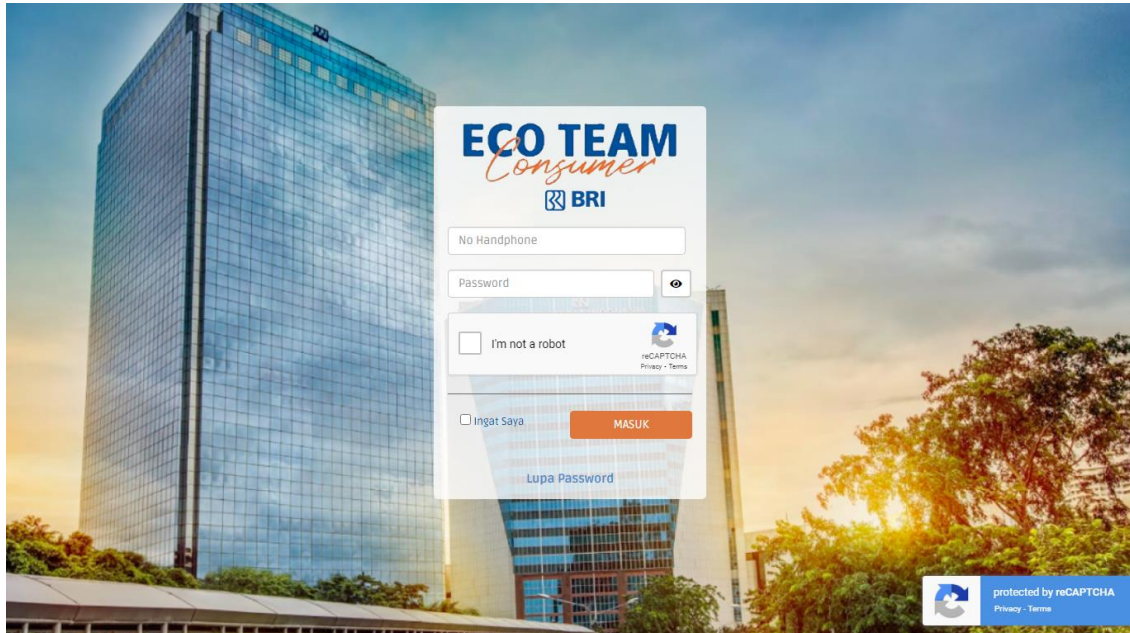 ECO TEAM
Consumer
BRI
No Handphone
Password
I'm not a robot
reCAPTCHA
Privacy - Terms
Ingat Saya
MASUK
Lupa Password
protected by reCAPTCHA
Privacy - Terms